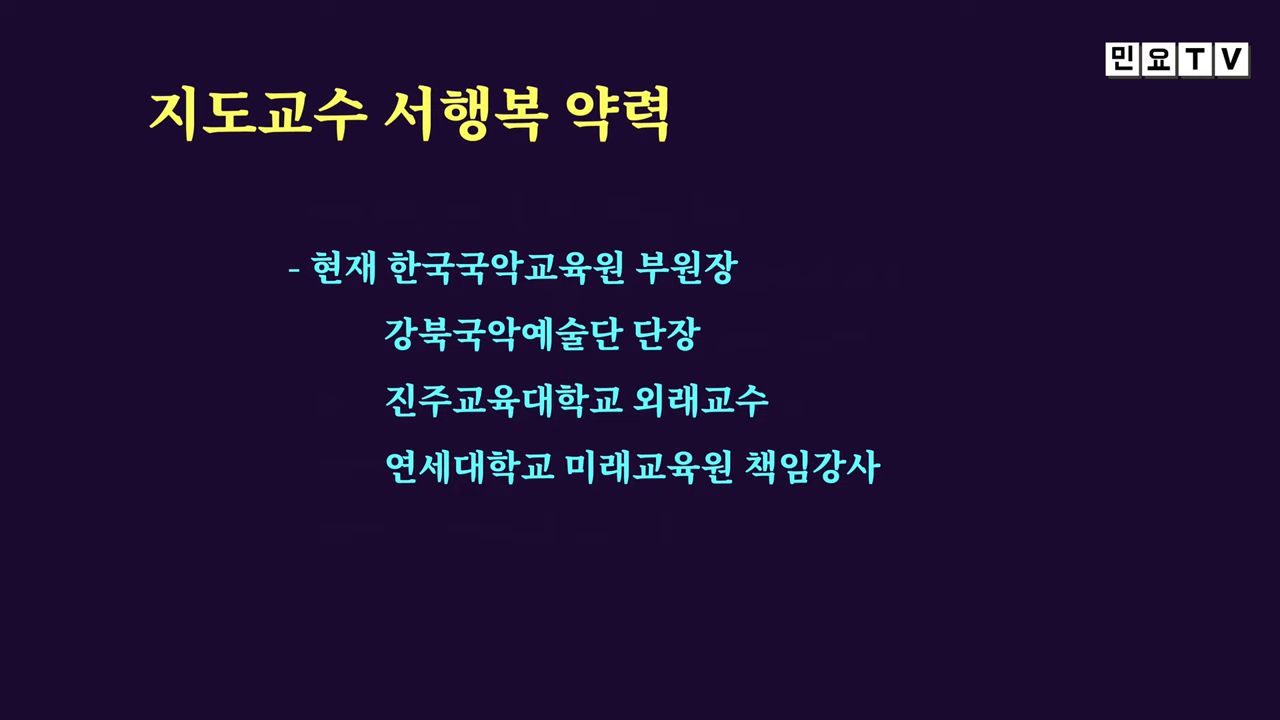 민요TV
지도교수 서행복 약력
- 현재 한국국악교육원 부원장
강북국악예술단 단장
진주교육대학교 외래교수
연세대학교 미래교육원 책임강사